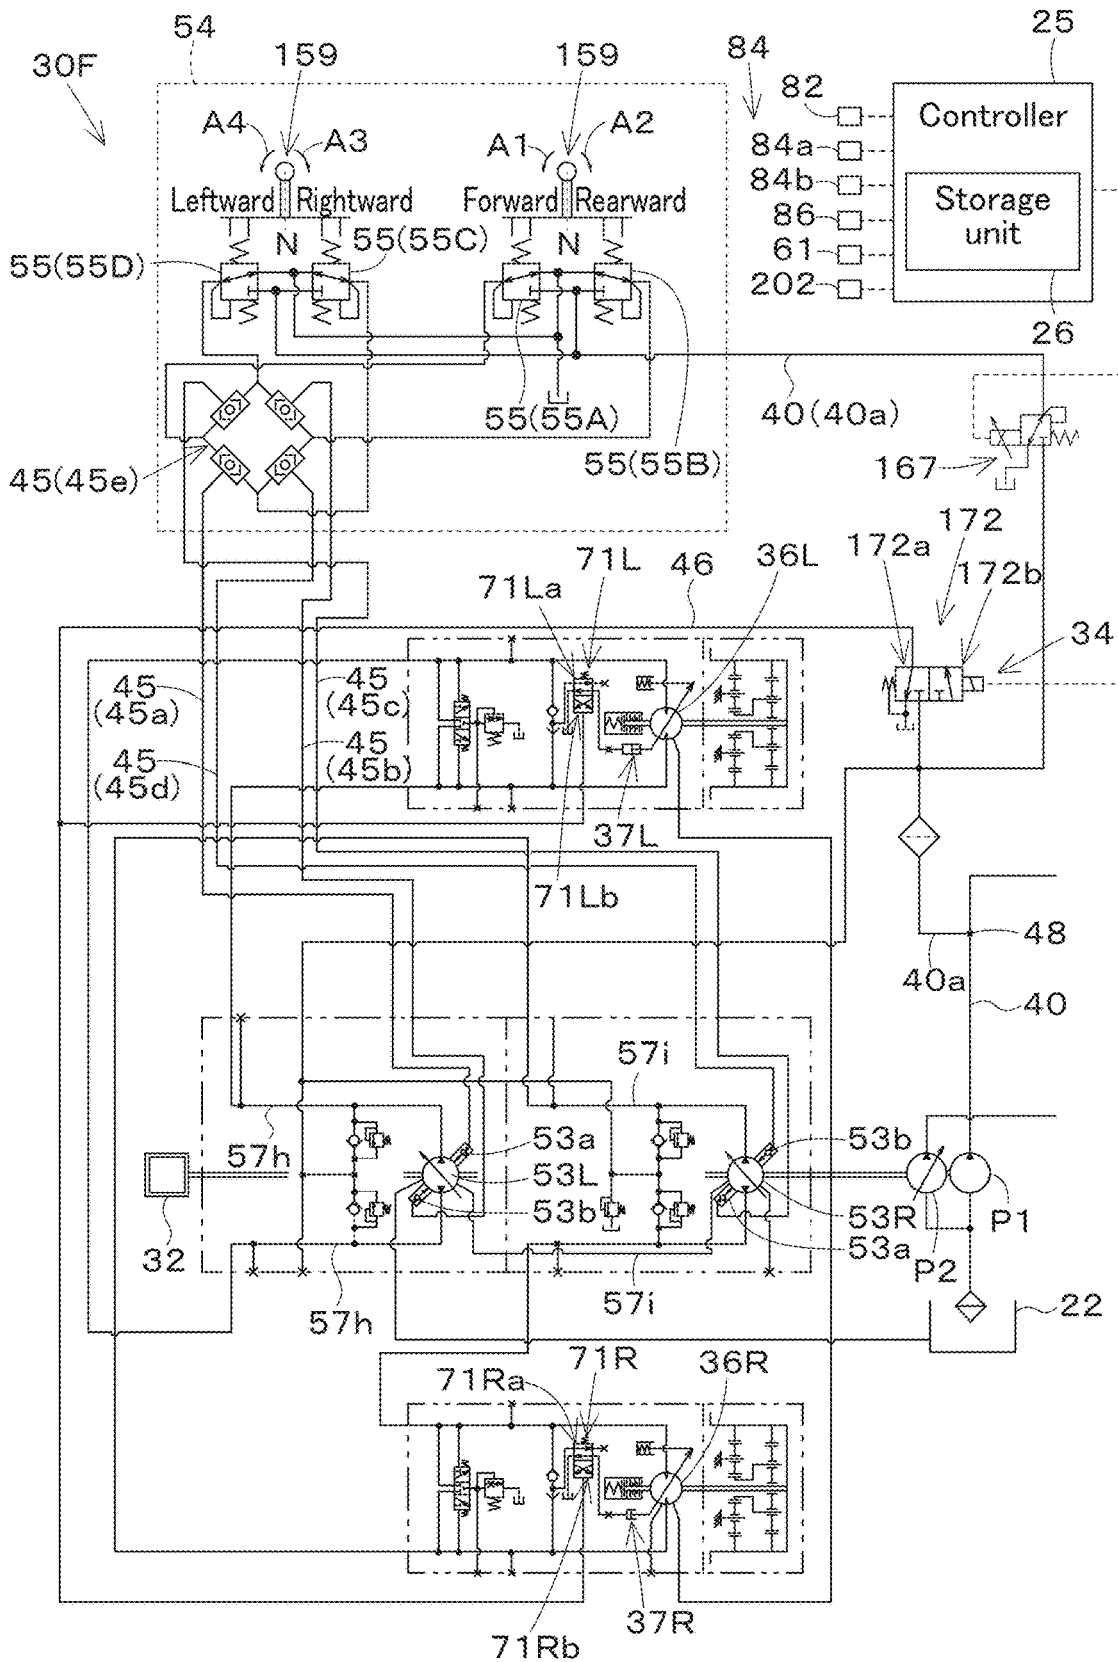 54
25
30F
159
84
159
82
Controller
A4
A3
A1
A2
84a
84b
Leftward
Rightward
Forward
Rearward
86
Storage
unit
N
55(55C)
N
61
55(55D)
202
26
55(55A)
40(40a)
55(55B)
167
45(45e)
172
172a
71L
46
36L
172b
71La
34
45
(45a)
45
(45c)
45
(45b)
45
(45d)
37L
71Lb
48
40a
40
57i
57h
53a
53b
53L
53b
53R
53a
P1
32
P2
57h
57i
22
71R
36R
71Ra
37R
71Rb